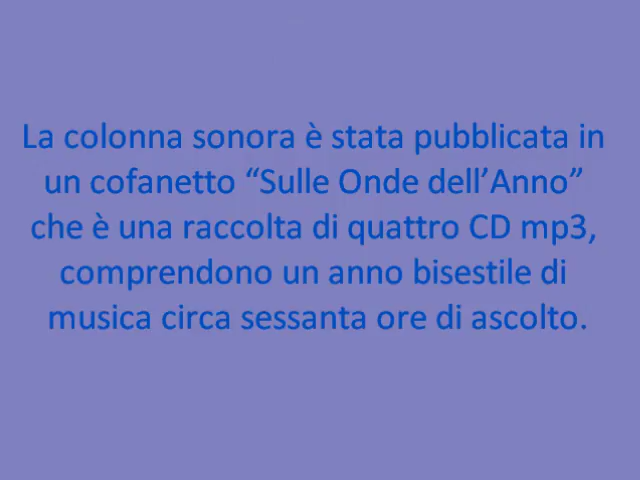 La colonna sonora è stata pubblicata in
un cofanetto “Sulle Onde dell’Anno”
che è una raccolta di quattro CD mp3,
comprendono un anno bisestile di
musica circa sessanta ore di ascolto.